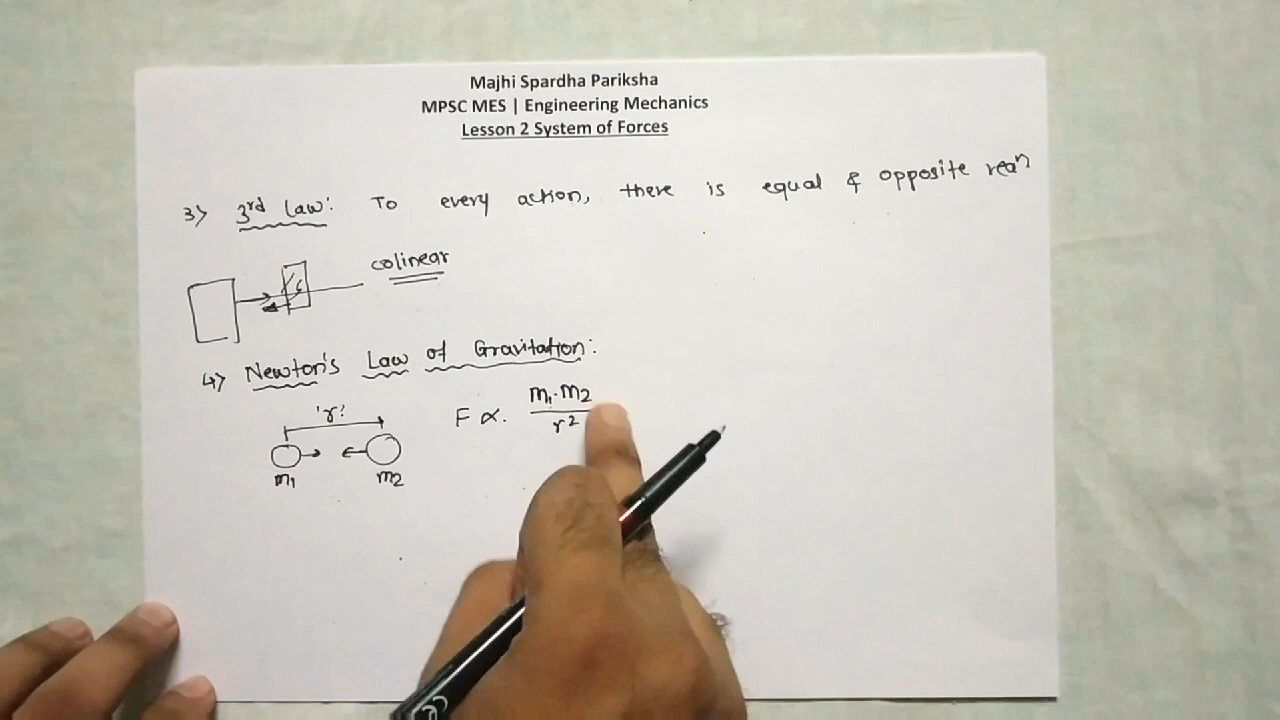 Majhi Spardha Pariksha
MPSC MES | Engineering Mechanics
Lesson 2 System of Forces
3) 3rd Law: To every action, there is equal & opposite reaⁿ
colinear
4) Newton's Law of Gravitation:
'r'
F ∝. m₁.m₂ / r²
m₁ m₂